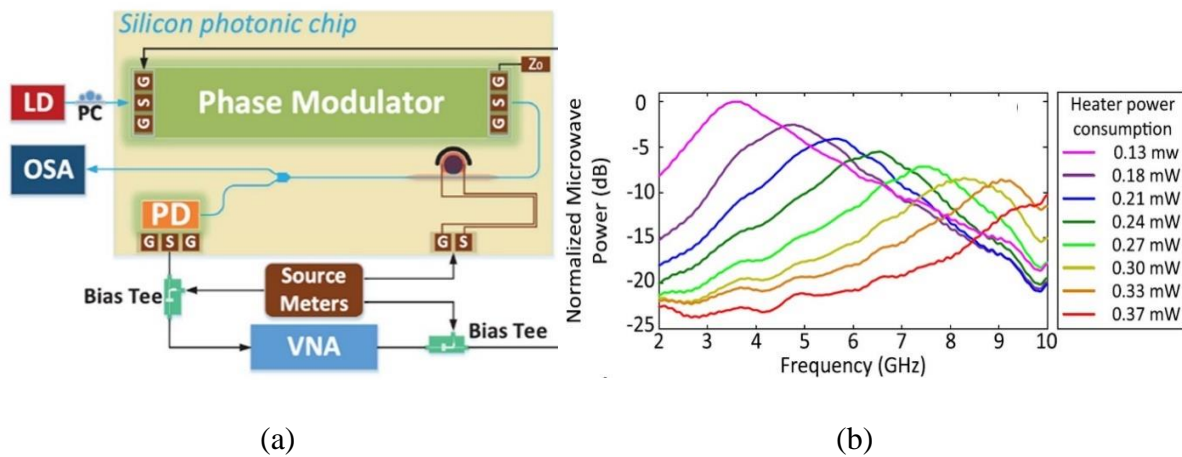 Silicon photonic chip
LD
PC
G S G
Phase Modulator
G S G
Z0
OSA
PD
G S G
G S
Bias Tee
Source
Meters
VNA
Bias Tee
(a)
Normalized Microwave
Power (dB)
0
-5
-10
-15
-20
-25
2 3 4 5 6 7 8 9 10
Frequency (GHz)
Heater power
consumption
0.13 mw
0.18 mW
0.21 mW
0.24 mW
0.27 mW
0.30 mW
0.33 mW
0.37 mW
(b)